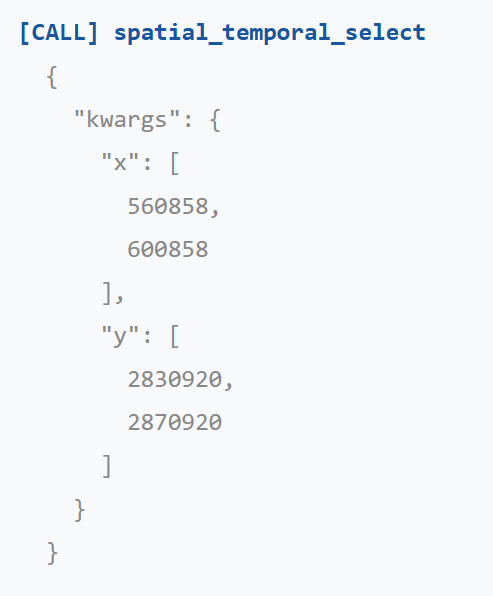 [CALL] spatial_temporal_select
{
"kwargs": {
"x": [
560858,
600858
],
"y": [
2830920,
2870920
]
}
}